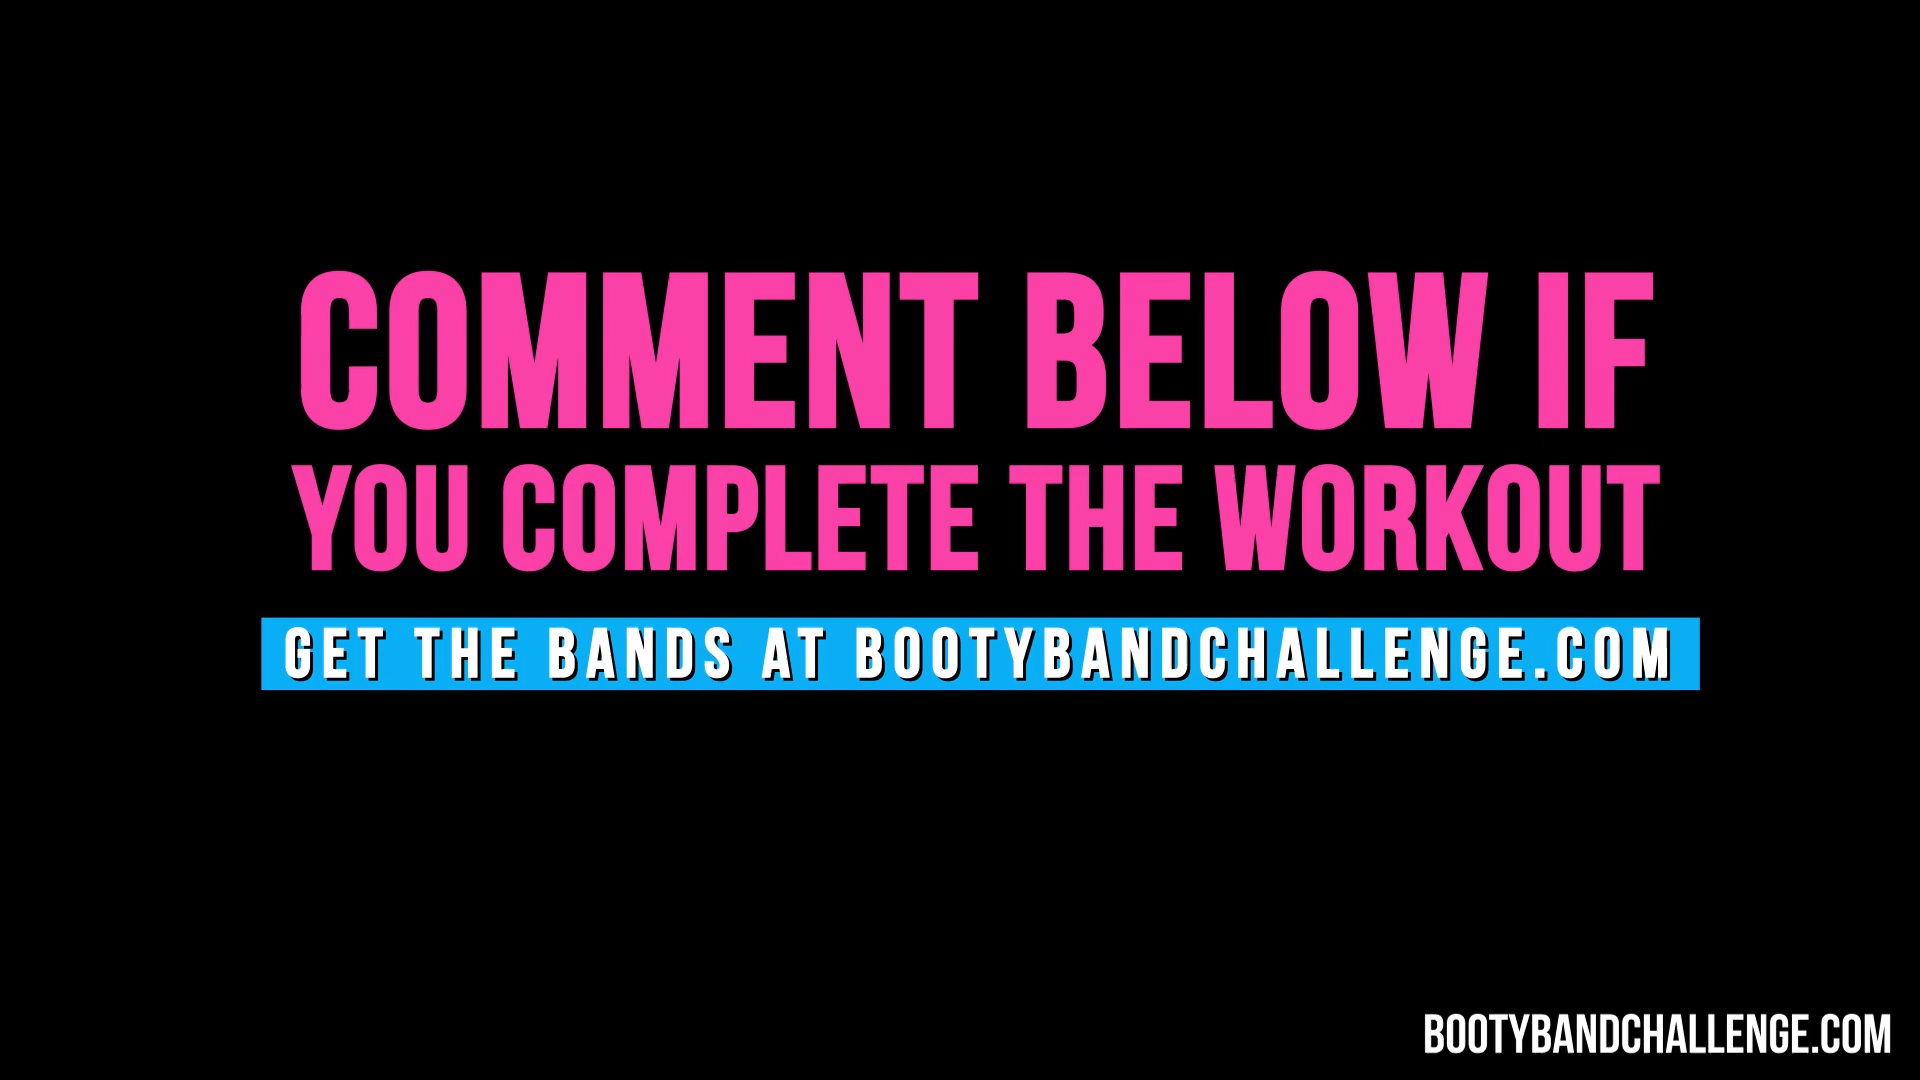 COMMENT BELOW IF
YOU COMPLETE THE WORKOUT
GET THE BANDS AT BOOTYBANDCHALLENGE.COM
BOOTYBANDCHALLENGE.COM